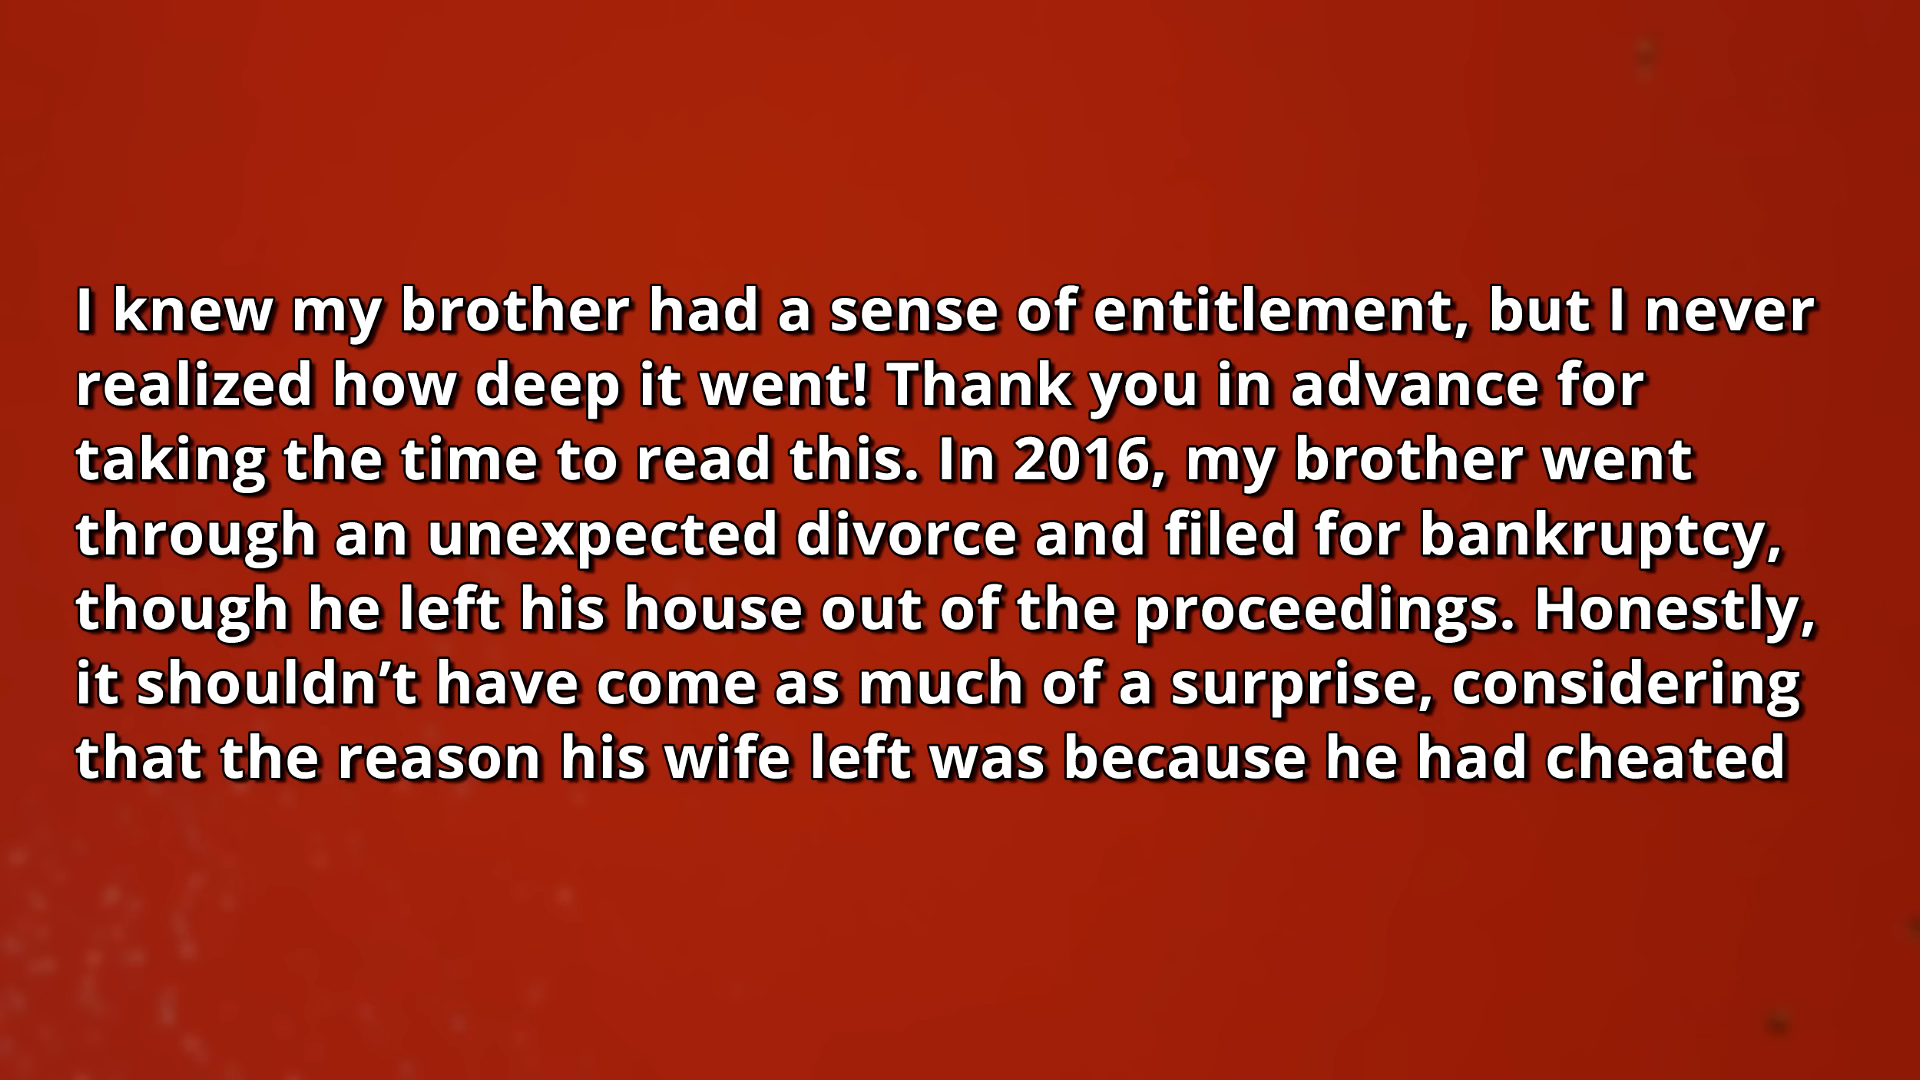 I knew my brother had a sense of entitlement, but I never
realized how deep it went! Thank you in advance for
taking the time to read this. In 2016, my brother went
through an unexpected divorce and filed for bankruptcy,
though he left his house out of the proceedings. Honestly,
it shouldn’t have come as much of a surprise, considering
that the reason his wife left was because he had cheated